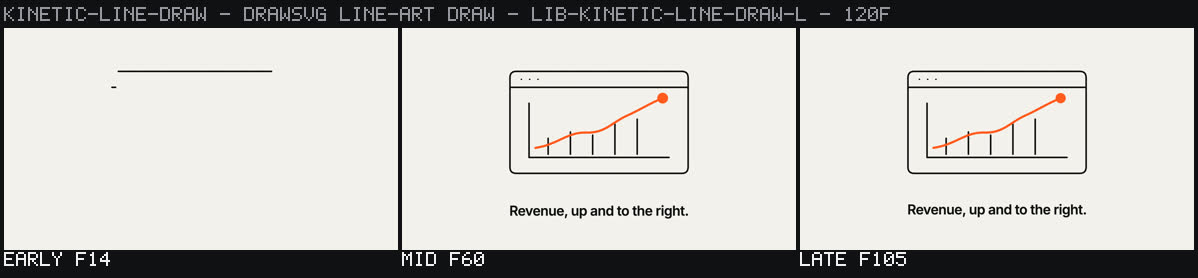 KINETIC-LINE-DRAW - DRAWSVG LINE-ART DRAW - LIB-KINETIC-LINE-DRAW-L - 120F
Revenue, up and to the right.
Revenue, up and to the right.
EARLY F14
MID F60
LATE F105